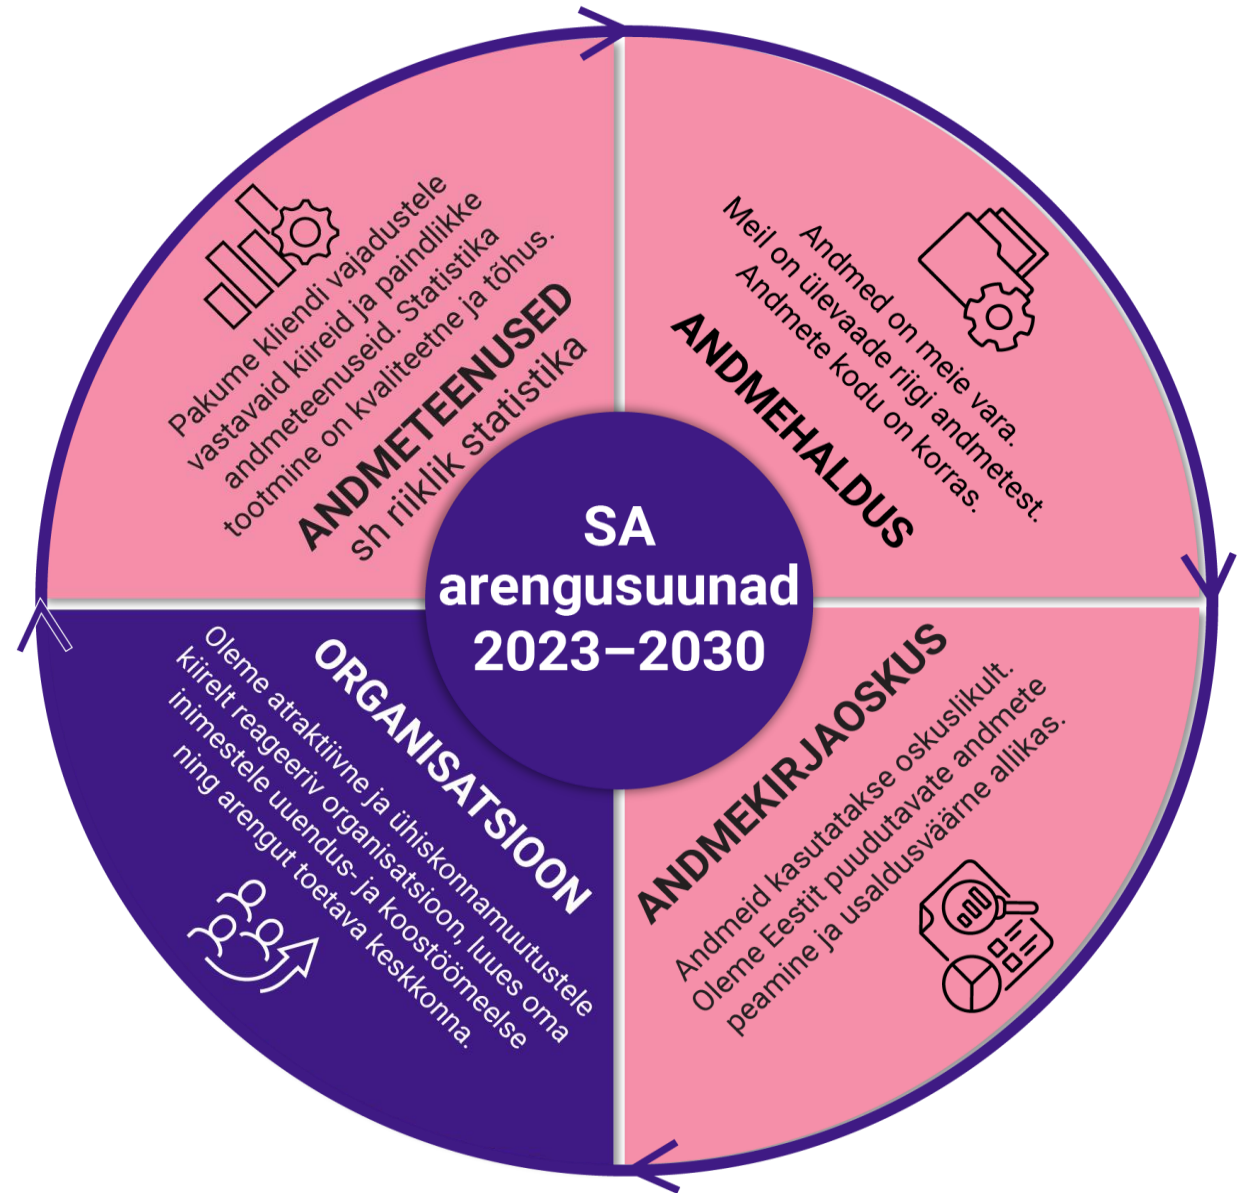 SA
arengusuunad
2023–2030
Pakume kliendi vajadustele
vastavaid kiireid ja paindlikke
andmeteenuseid. Statistika
tootmine on kvaliteetne ja tõhus.
ANDMETEENUSED
sh riiklik statistika
Andmed on meie vara.
Meil on ülevaade riigi andmetest.
Andmete kodu on korras.
ANDMEHALDUS
ANDMEKIRJAOSKUS
Andmeid kasutatakse oskuslikult.
Oleme Eestit puudutavate andmete
peamine ja usaldusväärne allikas.
ORGANISATSIOON
Oleme atraktiivne ja ühiskonnamuutustele
kiirelt reageeriv organisatsioon, luues oma
inimestele uuendus- ja koostöömeelse
ning arengut toetava keskkonna.